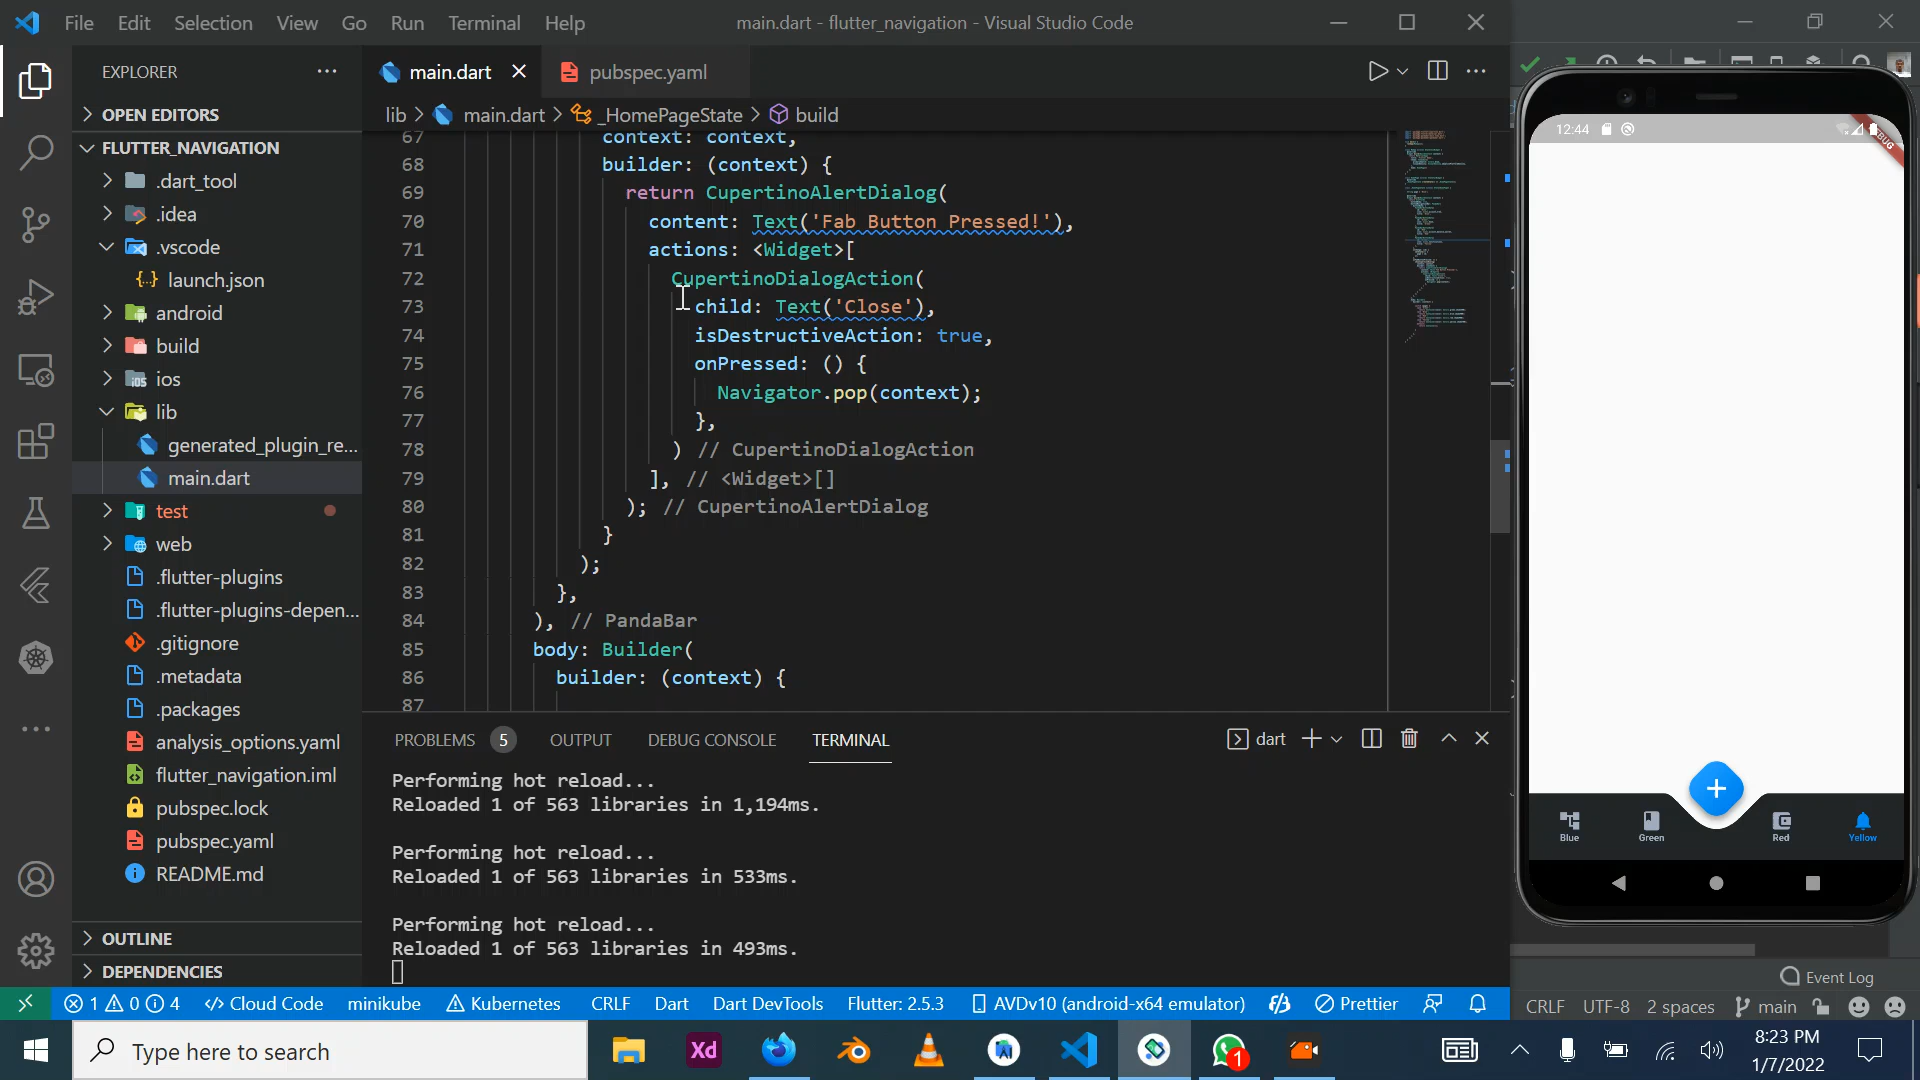 File Edit Selection View Go Run Terminal Help
main.dart - flutter_navigation - Visual Studio Code
EXPLORER
OPEN EDITORS
FLUTTER_NAVIGATION
.dart_tool
.idea
.vscode
launch.json
android
build
ios
lib
generated_plugin_re...
main.dart
test
web
.flutter-plugins
.flutter-plugins-depen...
.gitignore
.metadata
.packages
analysis_options.yaml
flutter_navigation.iml
pubspec.lock
pubspec.yaml
README.md
OUTLINE
DEPENDENCIES
main.dart
pubspec.yaml
lib > main.dart > _HomePageState > build
67 context: context,
68 builder: (context) {
69 return CupertinoAlertDialog(
70 content: Text('Fab Button Pressed!'),
71 actions: <Widget>[
72 CupertinoDialogAction(
73 child: Text('Close'),
74 isDestructiveAction: true,
75 onPressed: () {
76 Navigator.pop(context);
77 },
78 ) // CupertinoDialogAction
79 ], // <Widget>[]
80 ); // CupertinoAlertDialog
81 }
82 );
83 },
84 ), // PandaBar
85 body: Builder(
86 builder: (context) {
87
PROBLEMS 5 OUTPUT DEBUG CONSOLE TERMINAL
dart
Performing hot reload...
Reloaded 1 of 563 libraries in 1,194ms.
Performing hot reload...
Reloaded 1 of 563 libraries in 533ms.
Performing hot reload...
Reloaded 1 of 563 libraries in 493ms.
12:44
Blue
Green
Red
Yellow
Event Log
1 0 4 Cloud Code minikube Kubernetes CRLF Dart Dart DevTools Flutter: 2.5.3 AVDv10 (android-x64 emulator) Prettier
CRLF UTF-8 2 spaces main
Type here to search
Xd
1
8:23 PM
1/7/2022